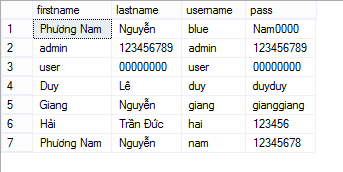 firstname lastname username pass
1 Phương Nam Nguyễn blue Nam0000
2 admin 123456789 admin 123456789
3 user 00000000 user 00000000
4 Duy Lê duy duyduy
5 Giang Nguyễn giang gianggiang
6 Hải Trần Đức hai 123456
7 Phương Nam Nguyễn nam 12345678